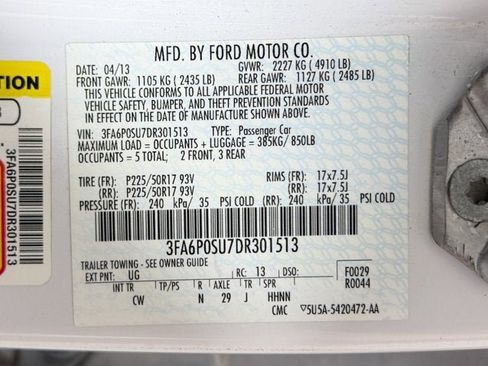 MFD. BY FORD MOTOR CO.
DATE: 04/13 GVWR: 2227 KG ( 4910 LB)
FRONT GAWR: 1105 KG ( 2435 LB) REAR GAWR: 1127 KG ( 2485 LB)
THIS VEHICLE CONFORMS TO ALL APPLICABLE FEDERAL MOTOR
VEHICLE SAFETY, BUMPER, AND THEFT PREVENTION STANDARDS
IN EFFECT ON THE DATE OF MANUFACTURE SHOWN ABOVE.
VIN: 3FA6P0SU7DR301513 TYPE: Passenger Car
MAXIMUM LOAD = OCCUPANTS + LUGGAGE = 385KG/ 850LB
OCCUPANTS = 5 TOTAL: 2 FRONT, 3 REAR
TIRE (FR): P225/50R17 93V RIMS (FR): 17x7.5J
(RR): P225/50R17 93V (RR): 17x7.5J
PRESSURE (FR): 240 kPa/ 35 PSI COLD (RR): 240 kPa/ 35 PSI COLD
3FA6P0SU7DR301513
TRAILER TOWING - SEE OWNER GUIDE
EXT PNT: UG RC: 13 DSO: F0029
R0044
INT TR TP/PS R AXLE TR SPR
CW N 29 J HHNN
CMC ▽5U5A-5420472-AA
3FA6P0SU7DR301513